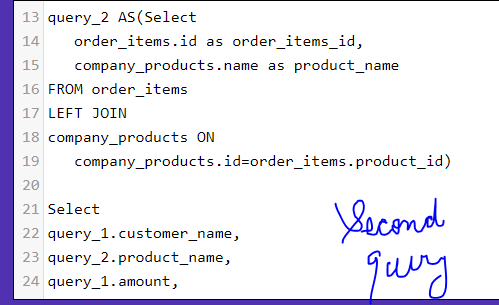 13 query_2 AS(Select
14 order_items.id as order_items_id,
15 company_products.name as product_name
16 FROM order_items
17 LEFT JOIN
18 company_products ON
19 company_products.id=order_items.product_id)
20
21 Select
22 query_1.customer_name,
23 query_2.product_name,
24 query_1.amount,
Second
query